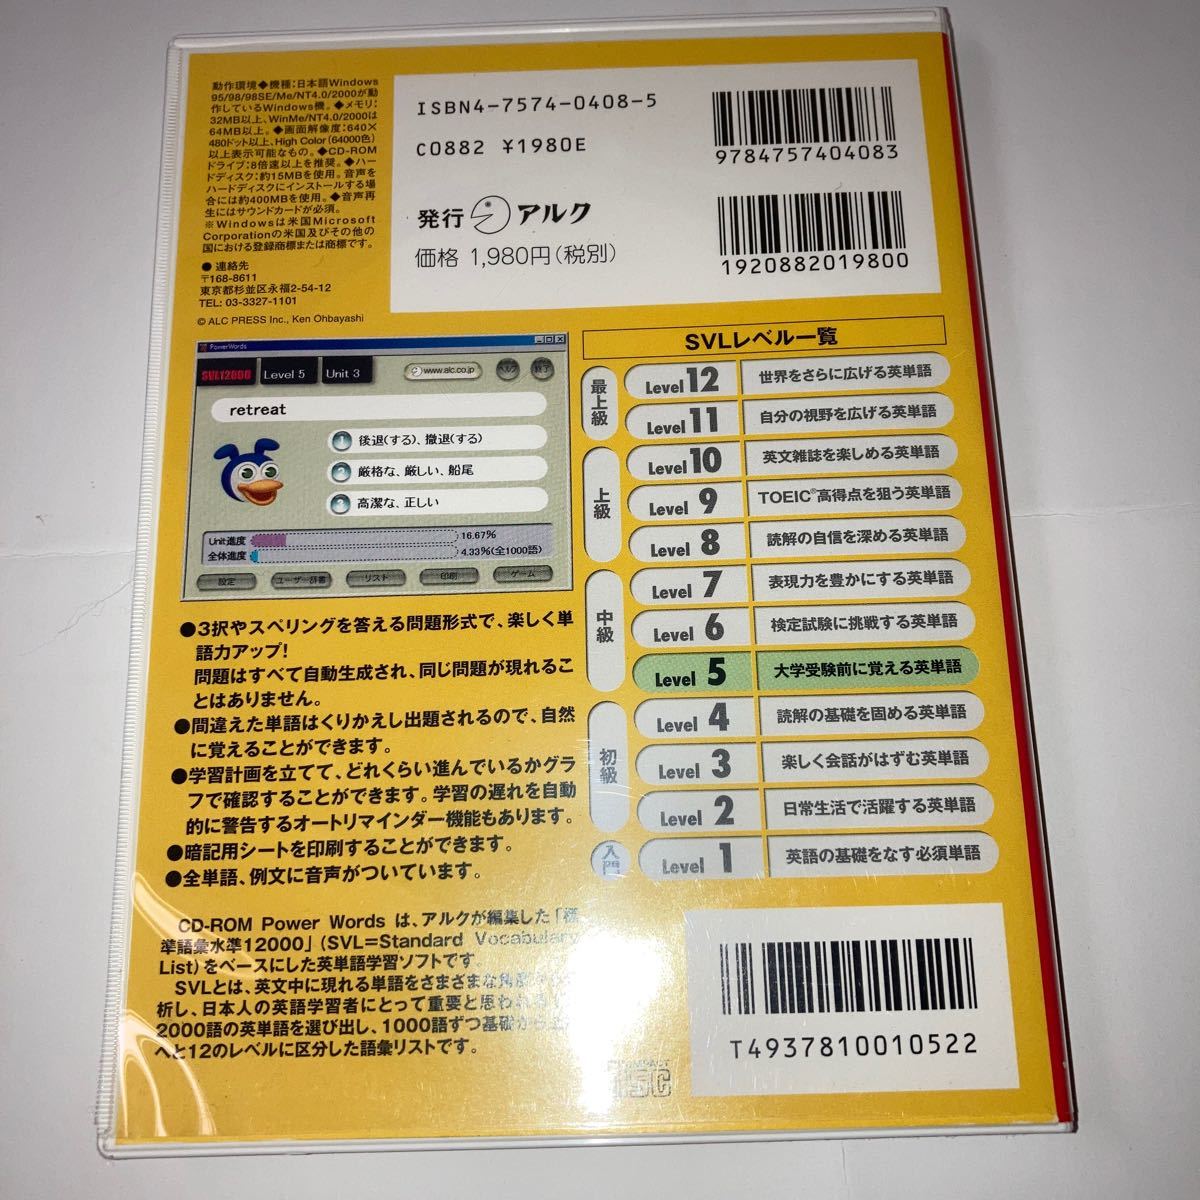 動作環境◆機種:日本語Windows
95/98/98SE/Me/NT4.0/2000が動
作しているWindows機。◆メモリ:
32MB以上、WinMe/NT4.0/2000は
64MB以上。◆画面解像度:640×
480ドット以上、High Color(64000色)
以上表示可能なもの。◆CD-ROM
ドライブ:8倍速以上を推奨。◆ハー
ドディスク:約15MBを使用。音声を
ハードディスクにインストールする場
合には約400MBを使用。◆音声再
生にはサウンドカードが必須。
※Windowsは米国Microsoft
Corporationの米国及びその他の
国における登録商標または商標です。
●連絡先
〒168-8611
東京都杉並区永福2-54-12
TEL: 03-3327-1101
© ALC PRESS Inc., Ken Ohbayashi
ISBN4-7574-0408-5
C0882 ¥1980E
発行 アルク
価格 1,980円(税別)
9784757404083
1920882019800
PowerWords
SVL12000 Level 5 Unit 3
www.alc.co.jp ヘルプ 終了
retreat
1 後退(する)、撤退(する)
2 厳格な、厳しい、船尾
3 高潔な、正しい
Unit進度 16.67%
全体進度 4.33%(全1000語)
設定 ユーザー辞書 リスト 印刷 ゲーム
SVLレベル一覧
最上級
Level 12 世界をさらに広げる英単語
Level 11 自分の視野を広げる英単語
上級
Level 10 英文雑誌を楽しめる英単語
Level 9 TOEIC®高得点を狙う英単語
Level 8 読解の自信を深める英単語
中級
Level 7 表現力を豊かにする英単語
Level 6 検定試験に挑戦する英単語
Level 5 大学受験前に覚える英単語
初級
Level 4 読解の基礎を固める英単語
Level 3 楽しく会話がはずむ英単語
Level 2 日常生活で活躍する英単語
入門
Level 1 英語の基礎をなす必須単語
●3択やスペリングを答える問題形式で、楽しく単
語力アップ!
問題はすべて自動生成され、同じ問題が現れるこ
とはありません。
●間違えた単語はくりかえし出題されるので、自然
に覚えることができます。
●学習計画を立てて、どれくらい進んでいるかグラ
フで確認することができます。学習の遅れを自動
的に警告するオートリマインダー機能もあります。
●暗記用シートを印刷することができます。
●全単語、例文に音声がついています。
CD-ROM Power Words は、アルクが編集した「標
準語彙水準12000」(SVL=Standard Vocabulary
List)をベースにした英単語学習ソフトです。
SVLとは、英文中に現れる単語をさまざまな角度
析し、日本人の英語学習者にとって重要と思われる
2000語の英単語を選び出し、1000語ずつ基礎から
へと12のレベルに区分した語彙リストです。
COMPACT
DISC
T4937810010522